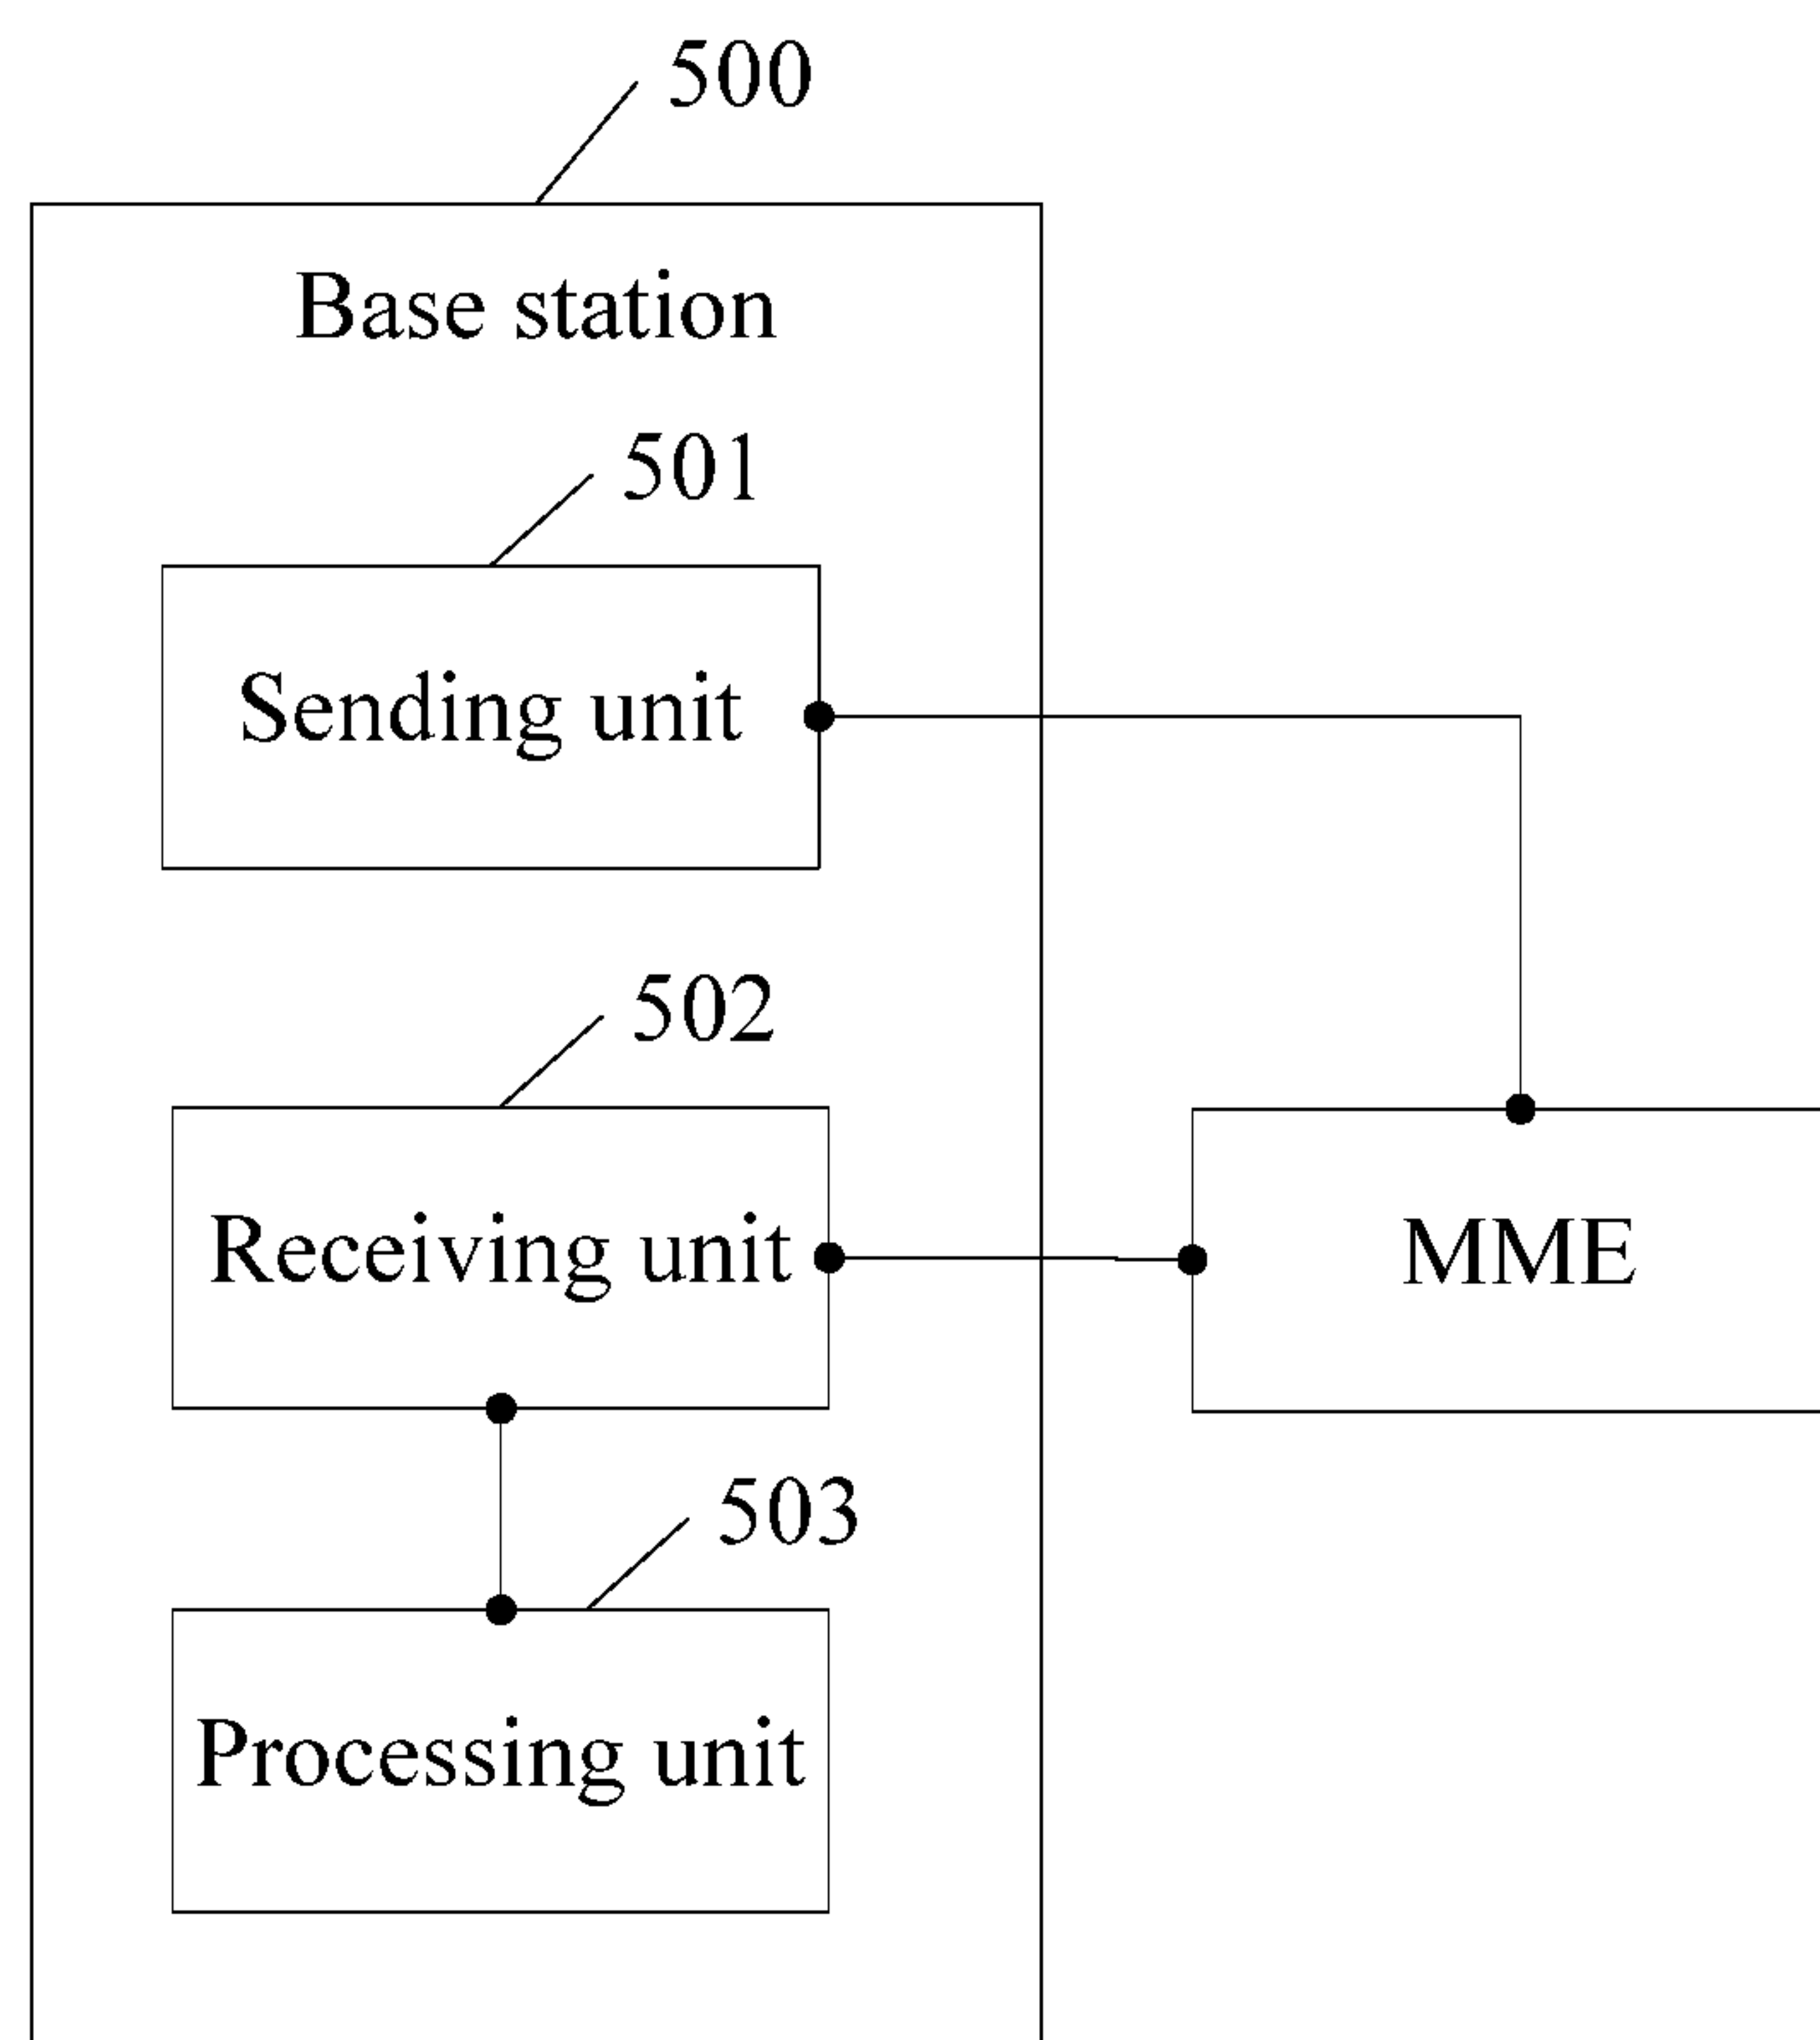 500
Base station
501
Sending unit
502
Receiving unit
MME
503
Processing unit